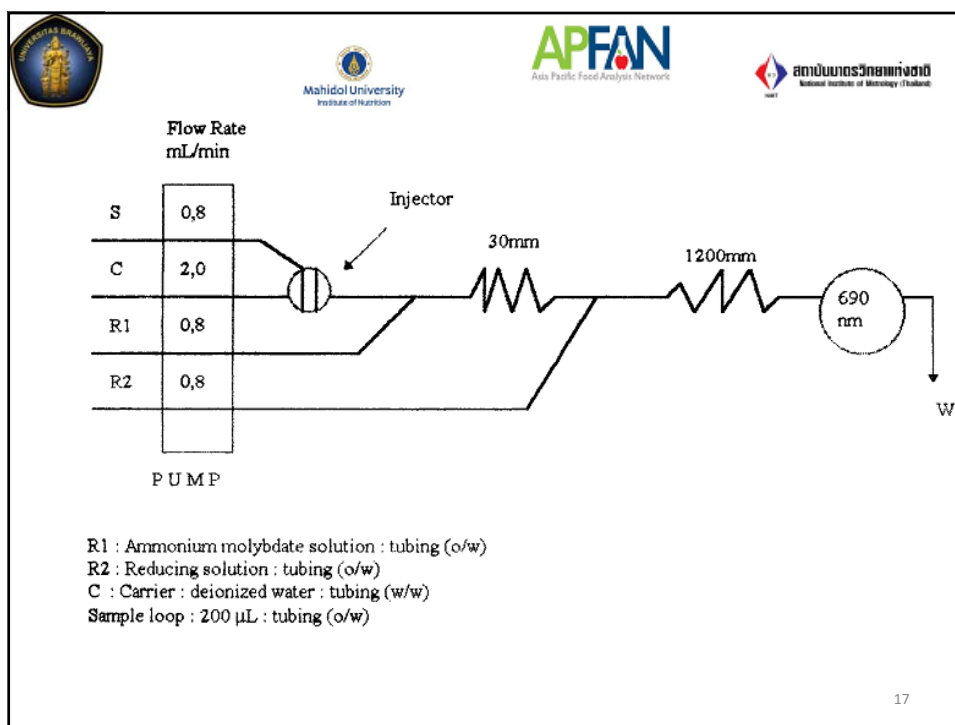 UNIVERSITAS BRAWIJAYA
Mahidol University
Institute of Nutrition
APFAN
Asia Pacific Food Analysis Network
NIMT
สถาบันมาตรวิทยาแห่งชาติ
National Institute of Metrology (Thailand)
Flow Rate
mL/min
Injector
S 0,8
30mm
1200mm
C 2,0
690
nm
R1 0,8
R2 0,8
W
PUMP
R1 : Ammonium molybdate solution : tubing (o/w)
R2 : Reducing solution : tubing (o/w)
C : Carrier : deionized water : tubing (w/w)
Sample loop : 200 µL : tubing (o/w)
17